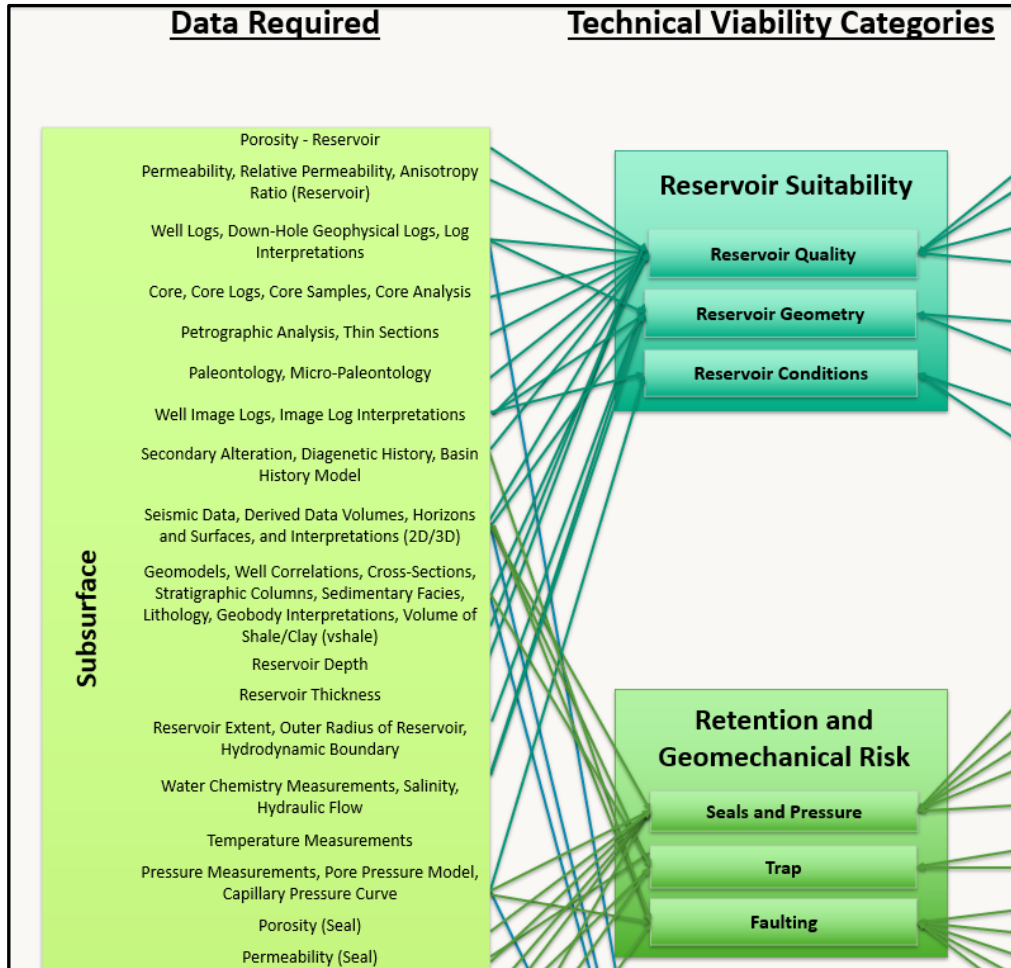 Data Required
Technical Viability Categories
Subsurface
Porosity - Reservoir
Permeability, Relative Permeability, Anisotropy
Ratio (Reservoir)
Well Logs, Down-Hole Geophysical Logs, Log
Interpretations
Core, Core Logs, Core Samples, Core Analysis
Petrographic Analysis, Thin Sections
Paleontology, Micro-Paleontology
Well Image Logs, Image Log Interpretations
Secondary Alteration, Diagenetic History, Basin
History Model
Seismic Data, Derived Data Volumes, Horizons
and Surfaces, and Interpretations (2D/3D)
Geomodels, Well Correlations, Cross-Sections,
Stratigraphic Columns, Sedimentary Facies,
Lithology, Geobody Interpretations, Volume of
Shale/Clay (vshale)
Reservoir Depth
Reservoir Thickness
Reservoir Extent, Outer Radius of Reservoir,
Hydrodynamic Boundary
Water Chemistry Measurements, Salinity,
Hydraulic Flow
Temperature Measurements
Pressure Measurements, Pore Pressure Model,
Capillary Pressure Curve
Porosity (Seal)
Permeability (Seal)
Reservoir Suitability
Reservoir Quality
Reservoir Geometry
Reservoir Conditions
Retention and
Geomechanical Risk
Seals and Pressure
Trap
Faulting